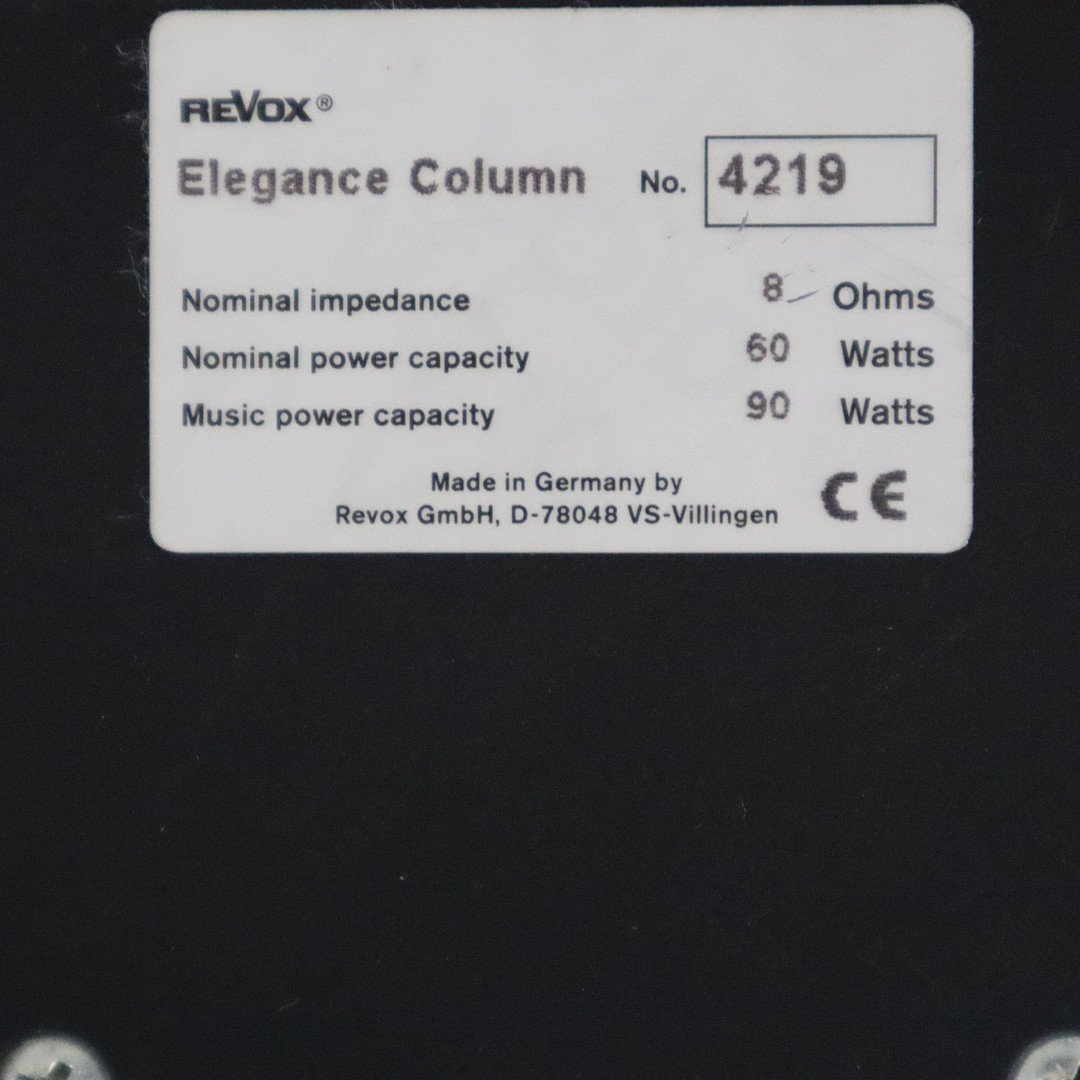 REVOX®
Elegance Column No. 4219
Nominal impedance 8 Ohms
Nominal power capacity 60 Watts
Music power capacity 90 Watts
Made in Germany by
Revox GmbH, D-78048 VS-Villingen CE